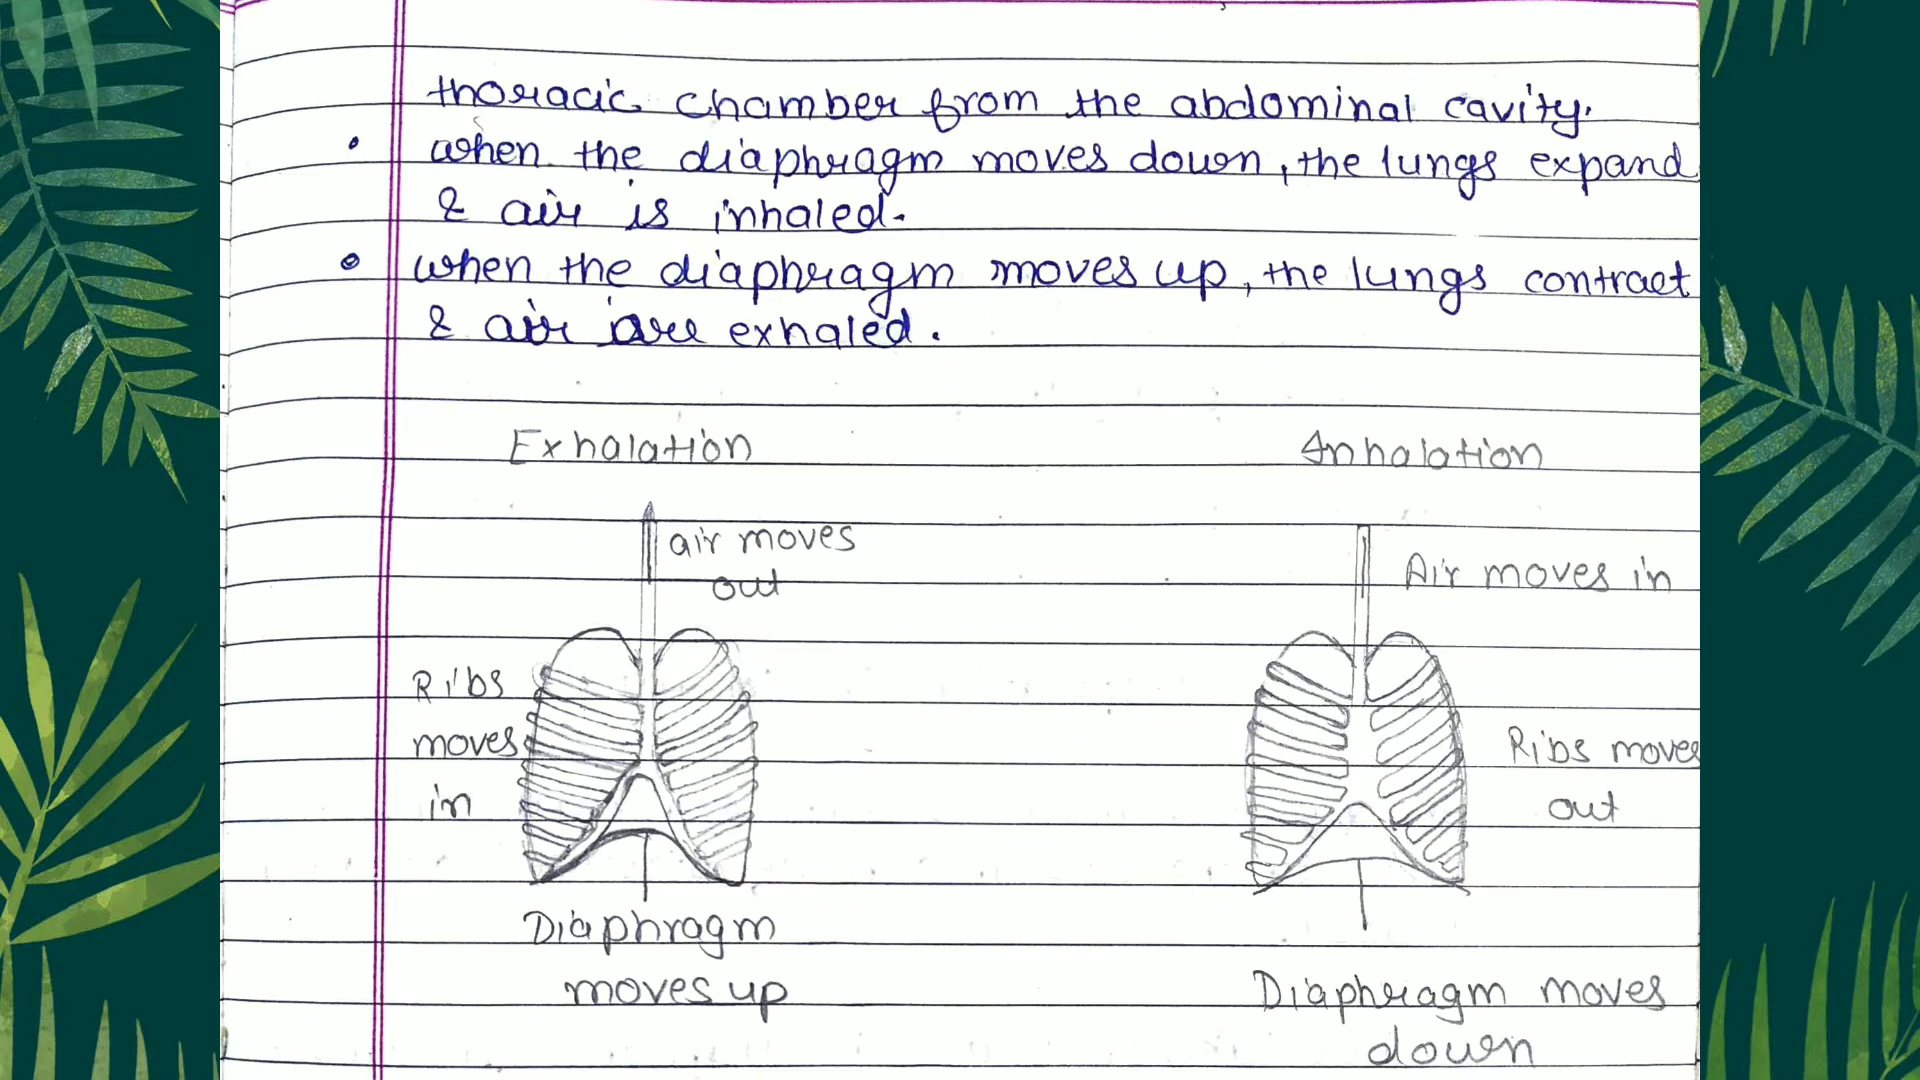 thoracic chamber from the abdominal cavity.
• when the diaphragm moves down, the lungs expand
& air is inhaled.
• when the diaphragm moves up, the lungs contract
& air are exhaled.
Exhalation
Inhalation
air moves
out
Air moves in
Ribs
moves
in
Ribs moves
out
Diaphragm
moves up
Diaphragm moves
down